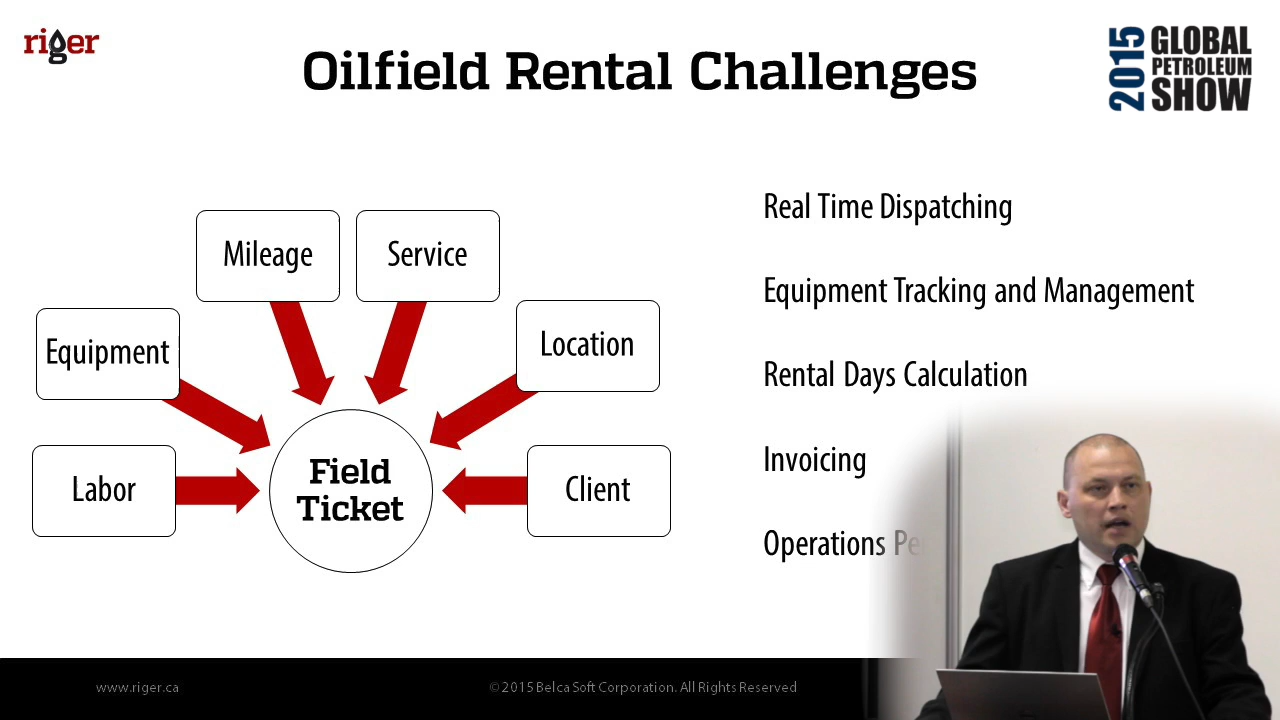 riger
Oilfield Rental Challenges
2015
GLOBAL
PETROLEUM
SHOW
Mileage
Service
Equipment
Location
Labor
Client
Field
Ticket
Real Time Dispatching
Equipment Tracking and Management
Rental Days Calculation
Invoicing
Operations
www.riger.ca
© 2015 Belca Soft Corporation. All Rights Reserved